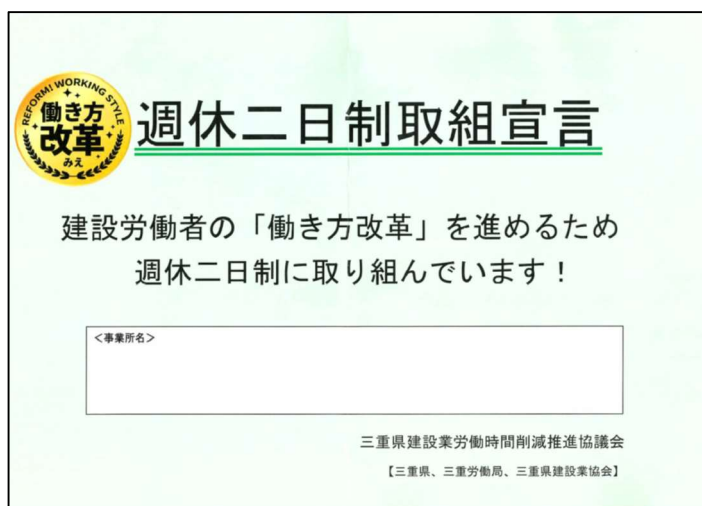 REFORM! WORKING STYLE
働き方
改革
みえ
週休二日制取組宣言
建設労働者の「働き方改革」を進めるため
週休二日制に取り組んでいます！
＜事業所名＞
三重県建設業労働時間削減推進協議会
【三重県、三重労働局、三重県建設業協会】